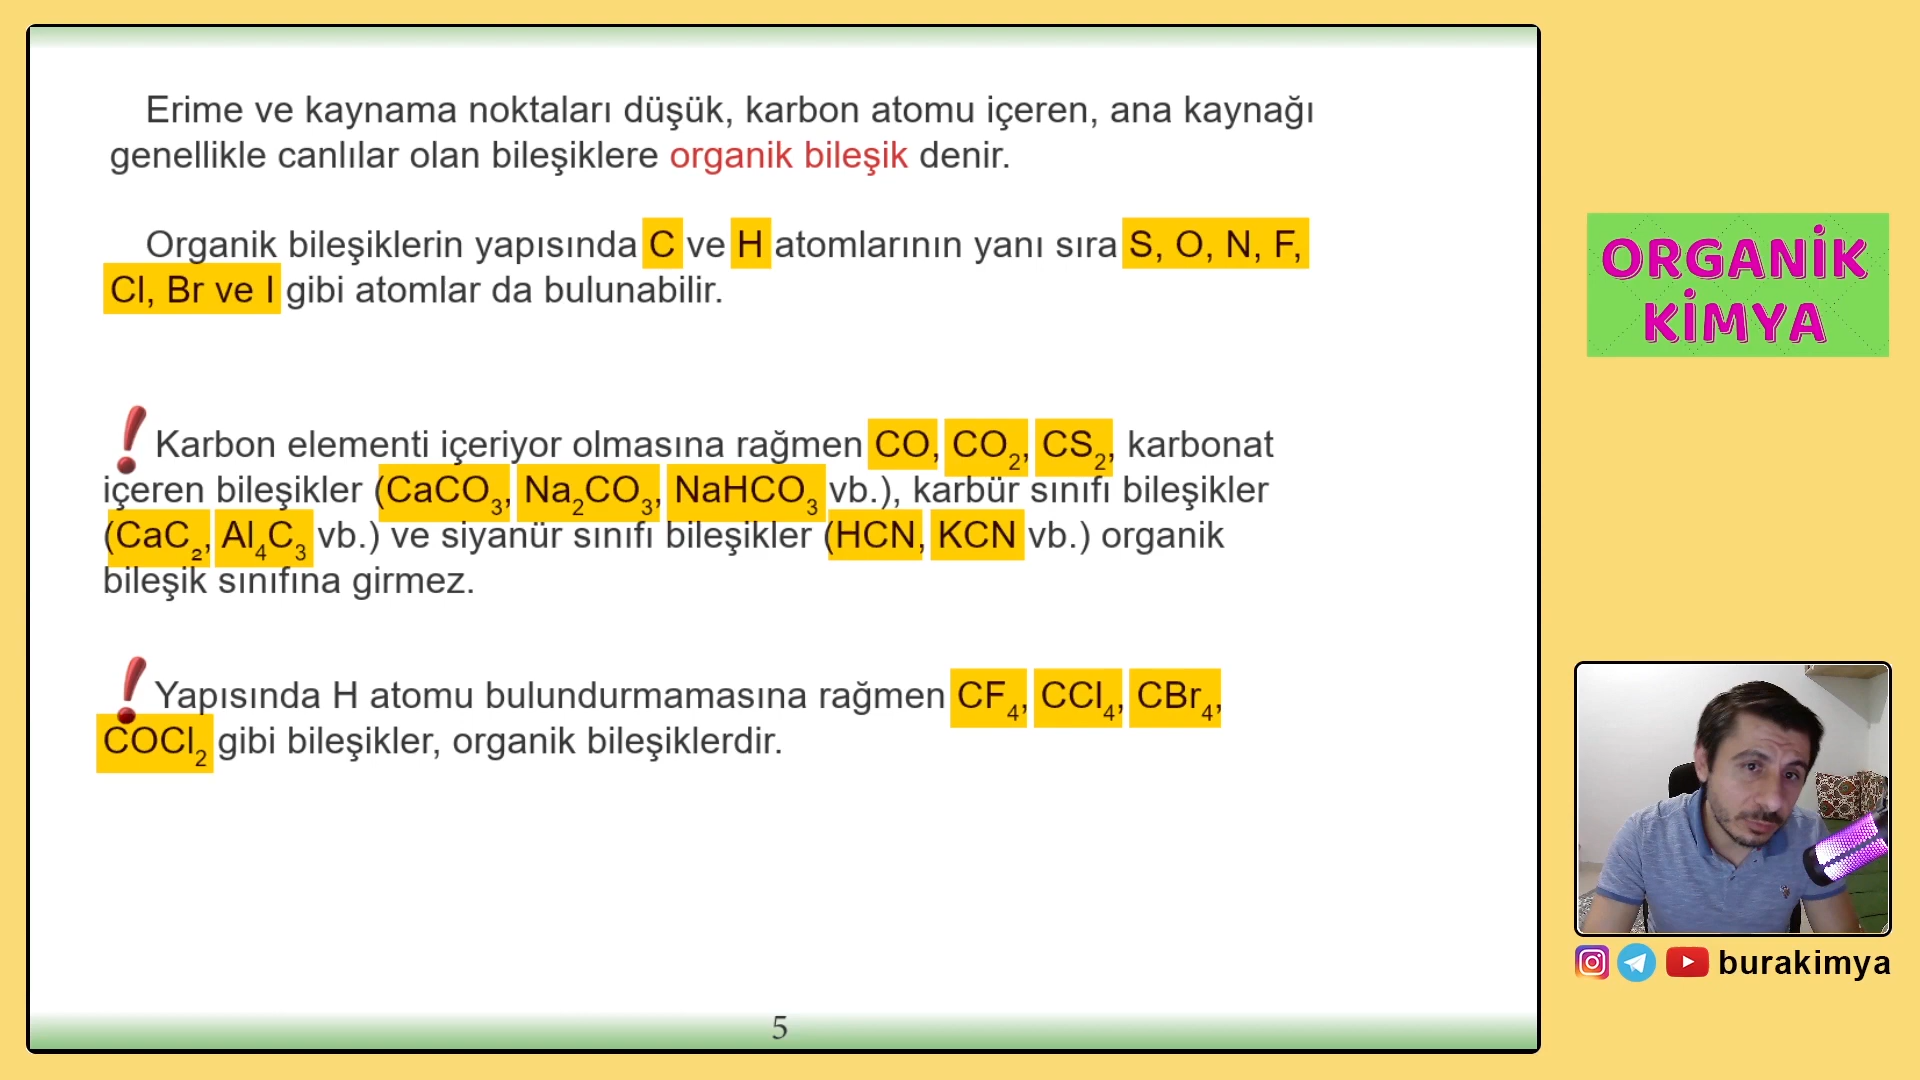 Erime ve kaynama noktaları düşük, karbon atomu içeren, ana kaynağı
genellikle canlılar olan bileşiklere organik bileşik denir.
Organik bileşiklerin yapısında C ve H atomlarının yanı sıra S, O, N, F,
Cl, Br ve I gibi atomlar da bulunabilir.
Karbon elementi içeriyor olmasına rağmen CO, CO₂, CS₂, karbonat
içeren bileşikler (CaCO₃, Na₂CO₃, NaHCO₃ vb.), karbür sınıfı bileşikler
(CaC₂, Al₄C₃ vb.) ve siyanür sınıfı bileşikler (HCN, KCN vb.) organik
bileşik sınıfına girmez.
Yapısında H atomu bulundurmamasına rağmen CF₄, CCl₄, CBr₄,
COCl₂ gibi bileşikler, organik bileşiklerdir.
5
ORGANİK
KİMYA
burakimya